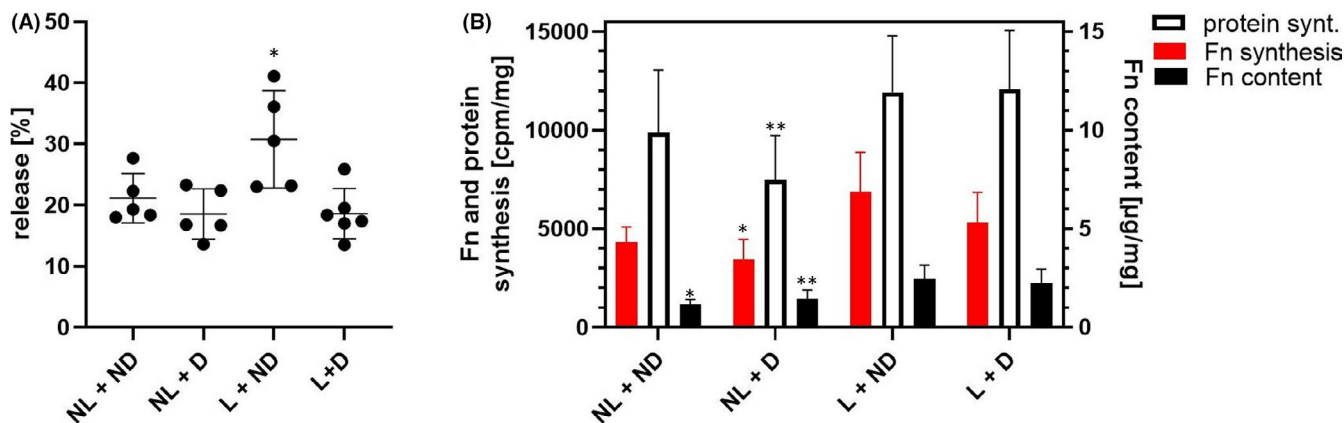 (A)
50
40
30
20
10
0
release [%]
*
NL + ND
NL + D
L + ND
L+D
(B)
15000
10000
5000
0
Fn and protein
synthesis [cpm/mg]
*
*
**
**
15
10
5
0
Fn content [µg/mg]
NL + ND
NL + D
L + ND
L + D
protein synt.
Fn synthesis
Fn content